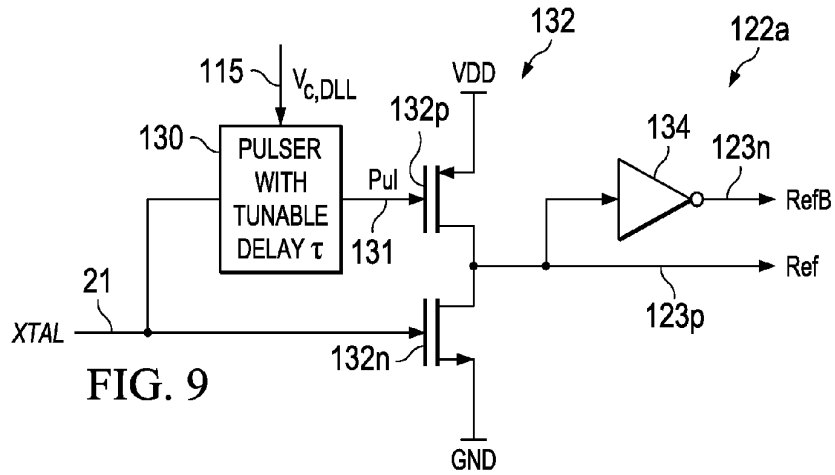 132
122a
115
Vc,DLL
VDD
132p
130
PULSER
WITH
TUNABLE
DELAY τ
Pul
131
134
123n
RefB
Ref
123p
21
XTAL
132n
GND
FIG. 9